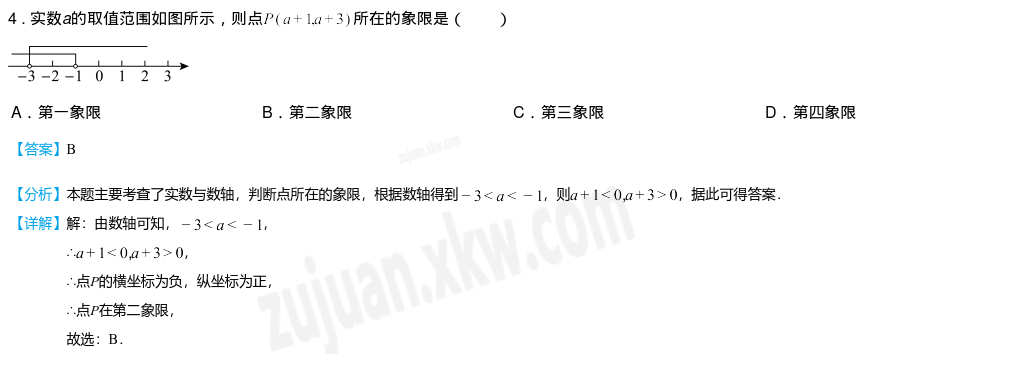 4．实数a的取值范围如图所示，则点P(a+1,a+3)所在的象限是（　　）
−3 −2 −1 0 1 2 3
A．第一象限 B．第二象限 C．第三象限 D．第四象限
【答案】B
zujuan.xkw.com
【分析】本题主要考查了实数与数轴，判断点所在的象限，根据数轴得到−3<a<−1，则a+1<0,a+3>0，据此可得答案．
【详解】解：由数轴可知，−3<a<−1，
∴a+1<0,a+3>0，
∴点P的横坐标为负，纵坐标为正，
∴点P在第二象限，
故选：B．
zujuan.xkw.com